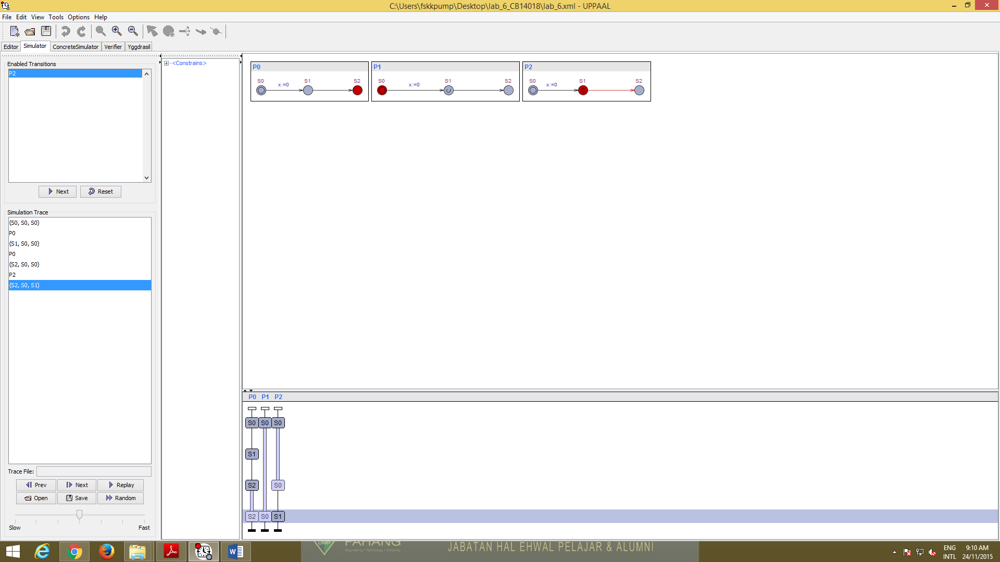 C:\Users\fskkpump\Desktop\lab_6_CB14018\lab_6.xml - UPPAAL
File Edit View Tools Options Help
Editor Simulator ConcreteSimulator Verifier Yggdrasil
Enabled Transitions
P2
Next Reset
Simulation Trace
(S0, S0, S0)
P0
(S1, S0, S0)
P0
(S2, S0, S0)
P2
(S2, S0, S1)
Trace File:
Prev Next Replay
Open Save Random
Slow Fast
<Constrains>
P0
S0 x:=0 S1 S2
P1
S0 x:=0 S1 S2
P2
S0 x:=0 S1 S2
P0 P1 P2
S0 S0 S0
S1
S2 S0
S2 S0 S1
UMP PAHANG
Engineering • Technology • Creativity
JABATAN HAL EHWAL PELAJAR & ALUMNI
ENG 9:10 AM
INTL 24/11/2015